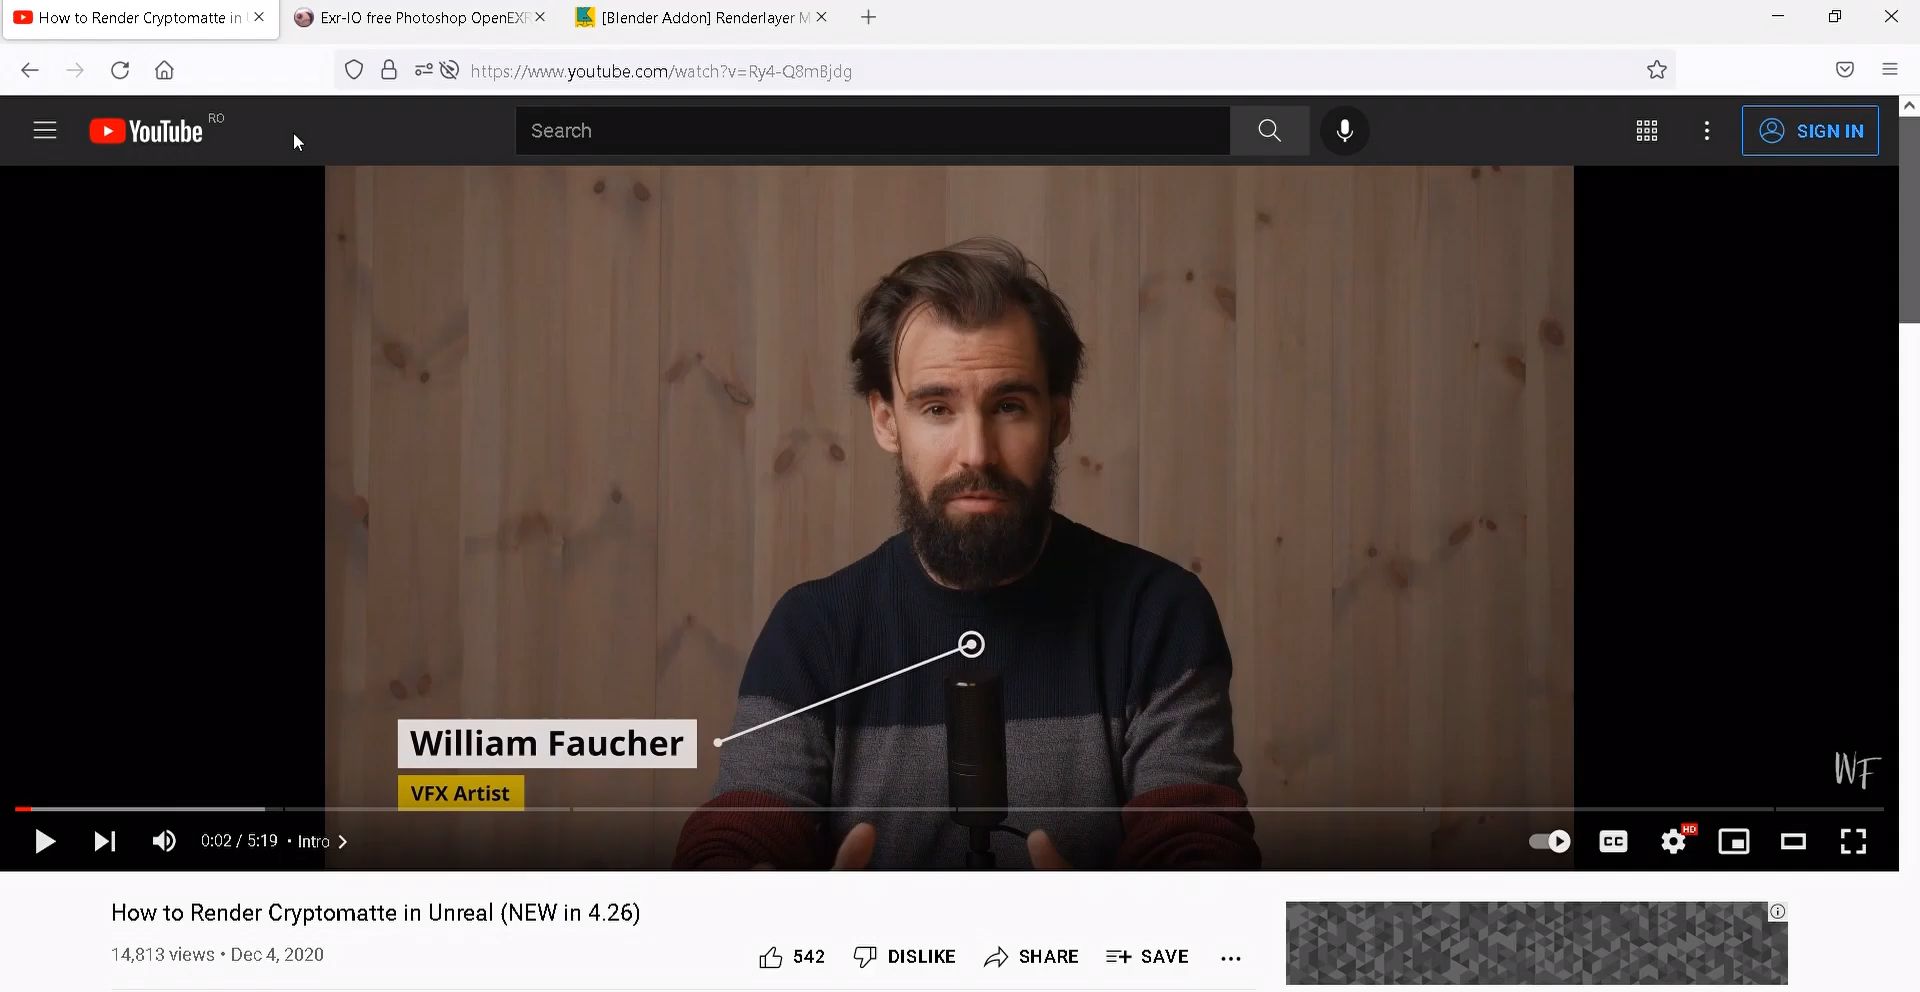 How to Render Cryptomatte in
Exr-IO free Photoshop OpenEXR
[Blender Addon] Renderlayer M
https://www.youtube.com/watch?v=Ry4-Q8mBjdg
YouTube
RO
Search
SIGN IN
William Faucher
VFX Artist
WF
0:02 / 5:19 • Intro
CC
HD
How to Render Cryptomatte in Unreal (NEW in 4.26)
14,813 views • Dec 4, 2020
542
DISLIKE
SHARE
SAVE